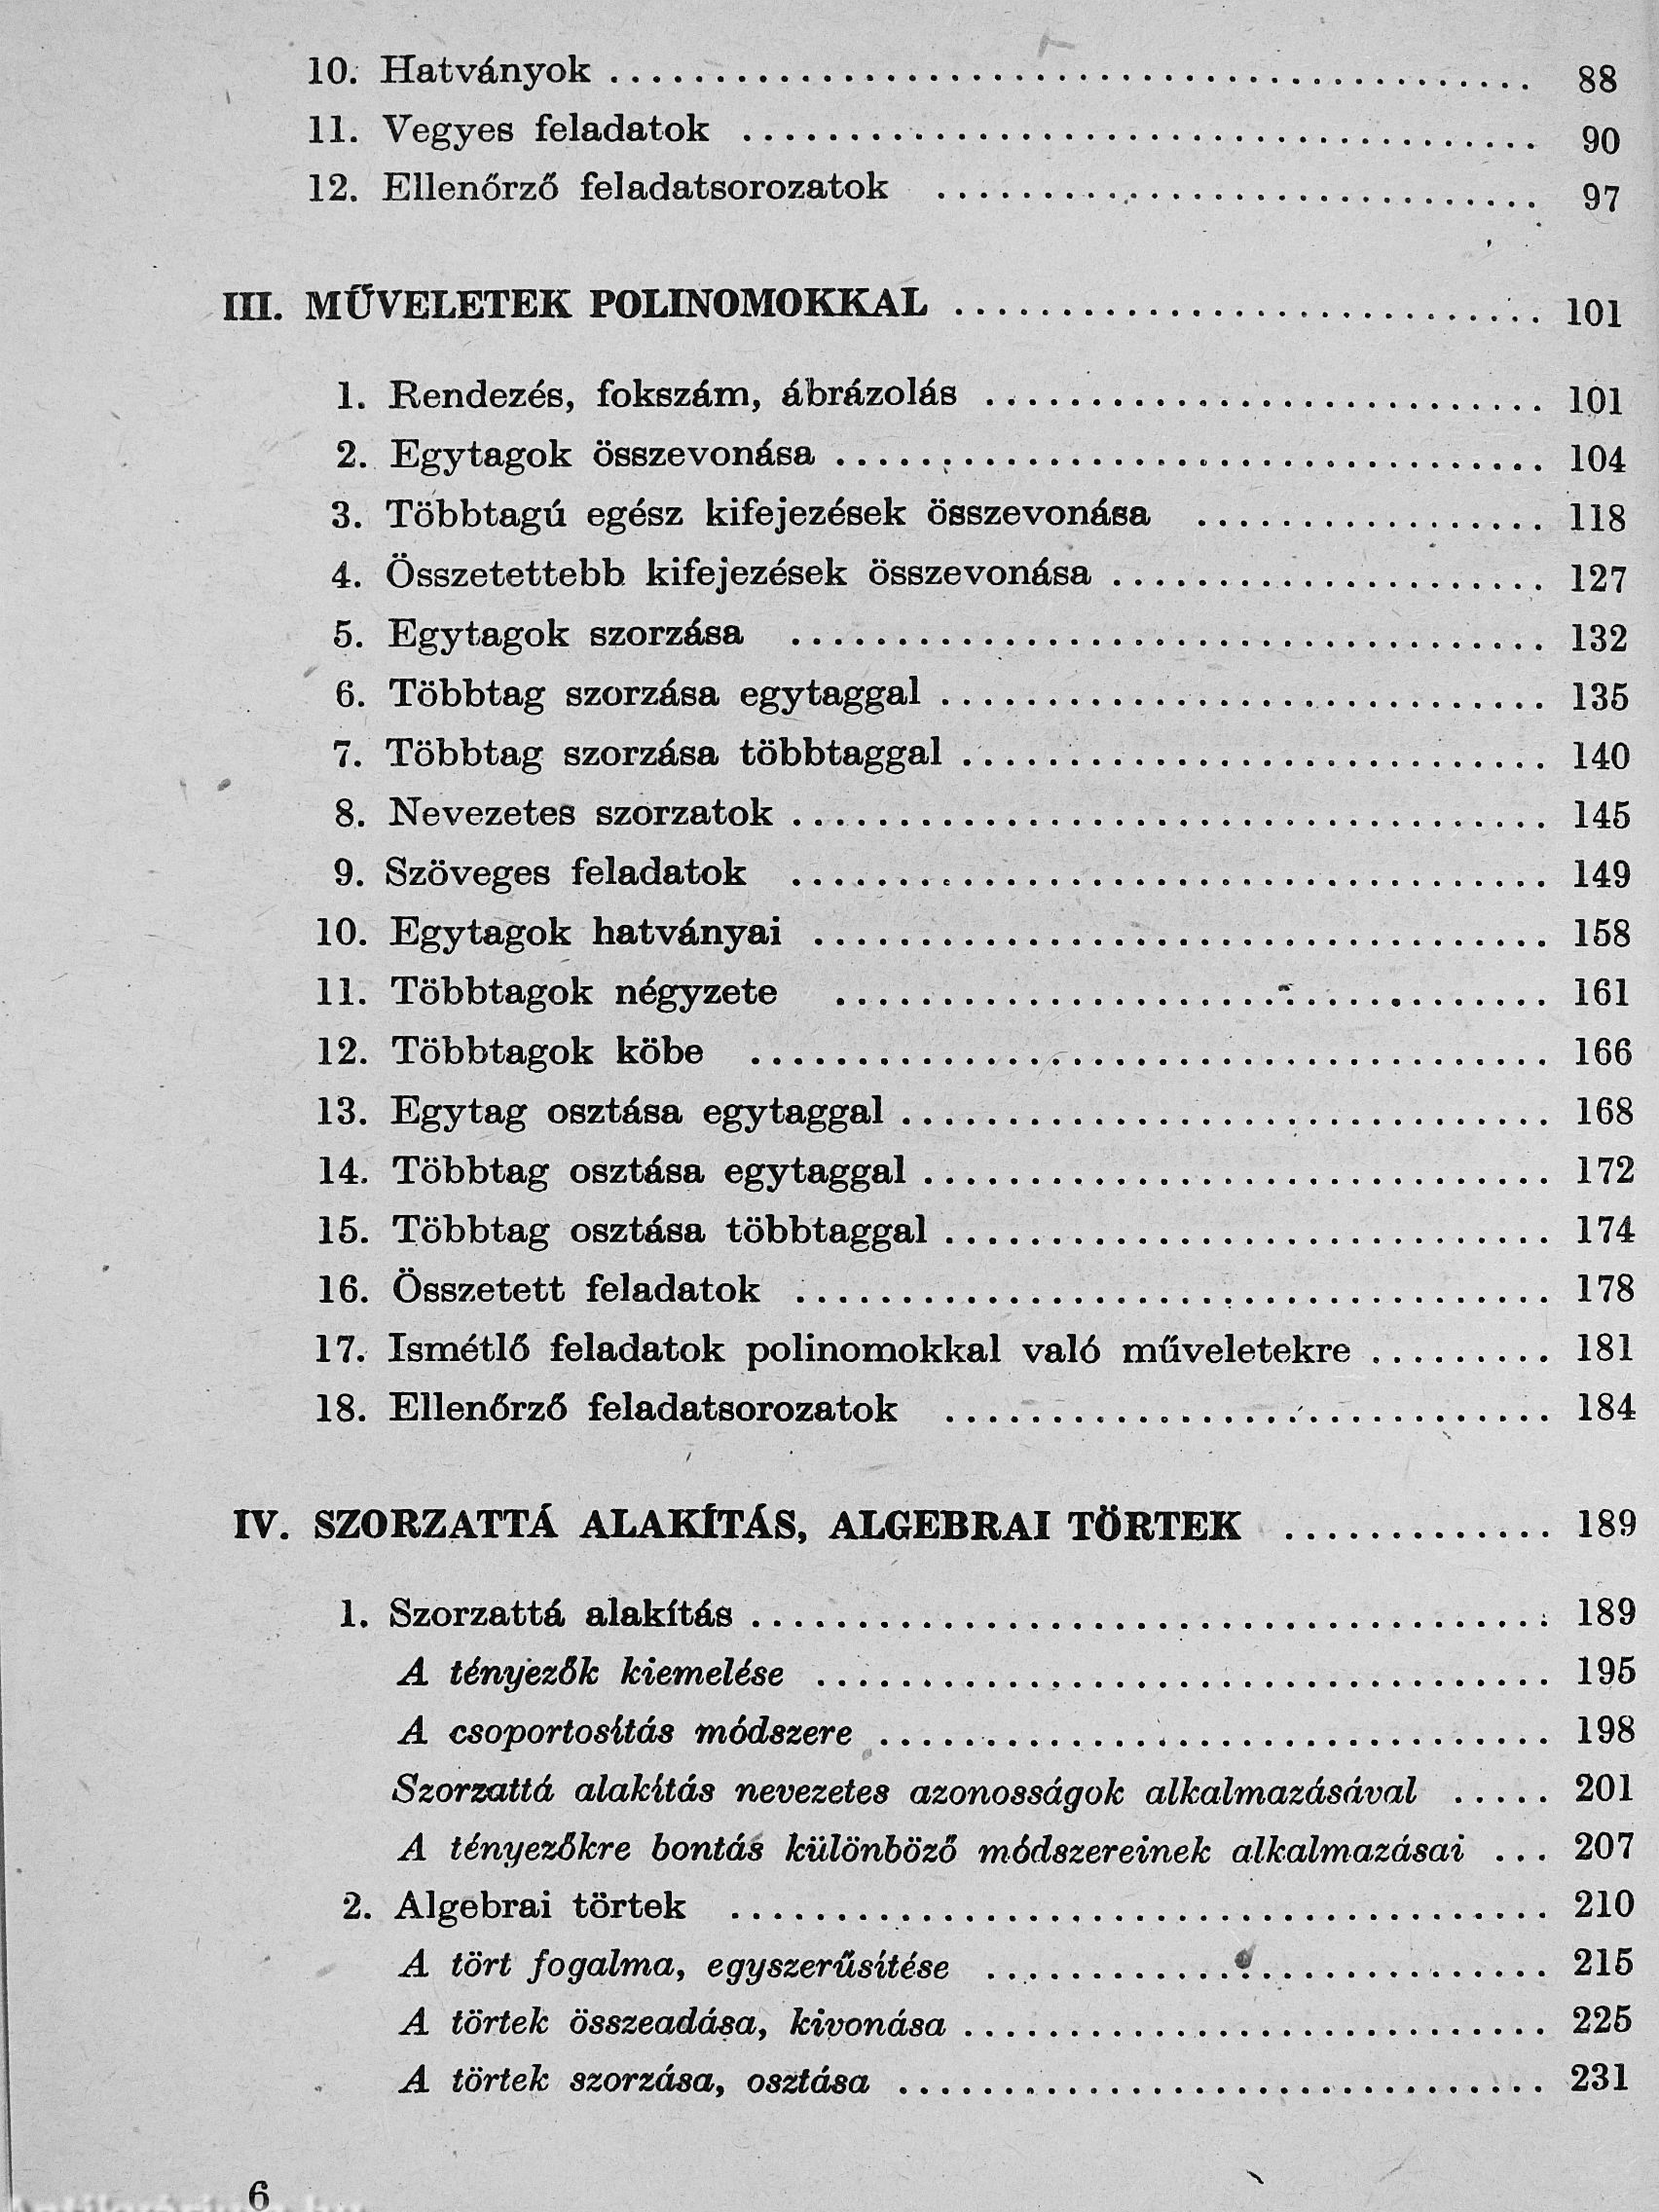 10. Hatványok ........................................ 88
11. Vegyes feladatok ........................................ 90
12. Ellenőrző feladatsorozatok .............................. 97
III. MŰVELETEK POLINOMOKKAL .............................. 101
1. Rendezés, fokszám, ábrázolás .............................. 101
2. Egytagok összevonása .............................. 104
3. Többtagú egész kifejezések összevonása .................. 118
4. Összetettebb kifejezések összevonása .................... 127
5. Egytagok szorzása .............................. 132
6. Többtag szorzása egytaggal .............................. 135
7. Többtag szorzása többtaggal .............................. 140
8. Nevezetes szorzatok .............................. 145
9. Szöveges feladatok .............................. 149
10. Egytagok hatványai .............................. 158
11. Többtagok négyzete .............................. 161
12. Többtagok köbe .............................. 166
13. Egytag osztása egytaggal .............................. 168
14. Többtag osztása egytaggal .............................. 172
15. Többtag osztása többtaggal .............................. 174
16. Összetett feladatok .............................. 178
17. Ismétlő feladatok polinomokkal való műveletekre ......... 181
18. Ellenőrző feladatsorozatok .............................. 184
IV. SZORZATTÁ ALAKÍTÁS, ALGEBRAI TÖRTEK ............. 189
1. Szorzattá alakítás .............................. 189
A tényezők kiemelése .............................. 195
A csoportosítás módszere .............................. 198
Szorzattá alakítás nevezetes azonosságok alkalmazásával ..... 201
A tényezőkre bontás különböző módszereinek alkalmazásai ... 207
2. Algebrai törtek .............................. 210
A tört fogalma, egyszerűsítése .............................. 215
A törtek összeadása, kivonása .............................. 225
A törtek szorzása, osztása .............................. 231
6